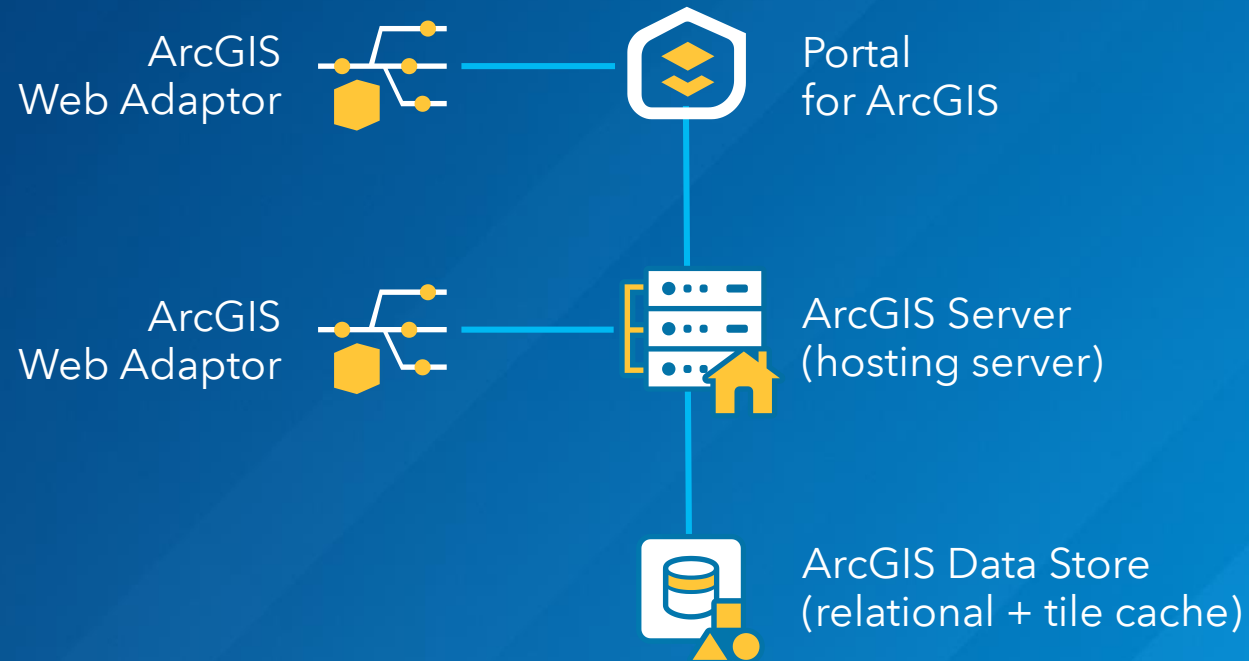 ArcGIS
Web Adaptor
Portal
for ArcGIS
ArcGIS
Web Adaptor
ArcGIS Server
(hosting server)
ArcGIS Data Store
(relational + tile cache)